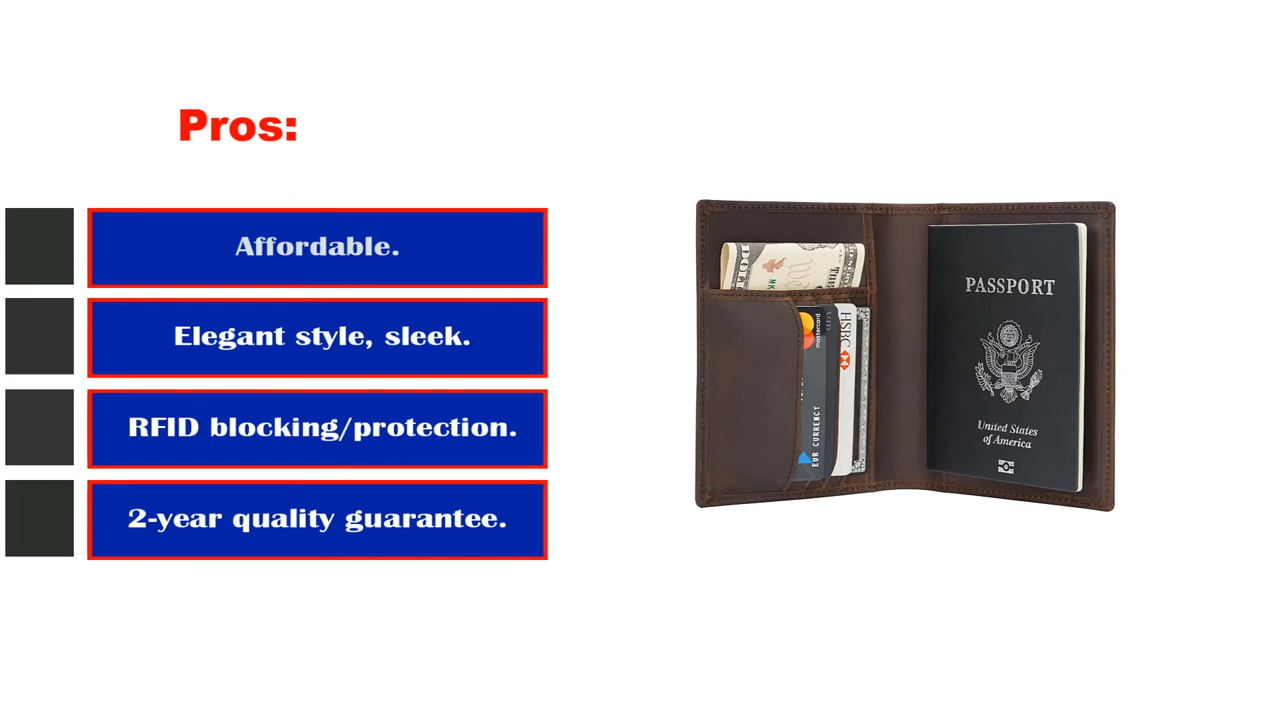 Pros:
Affordable.
Elegant style, sleek.
RFID blocking/protection.
2-year quality guarantee.
PASSPORT
United States
of America
mastercard
EUR CURRENCY
HSBC